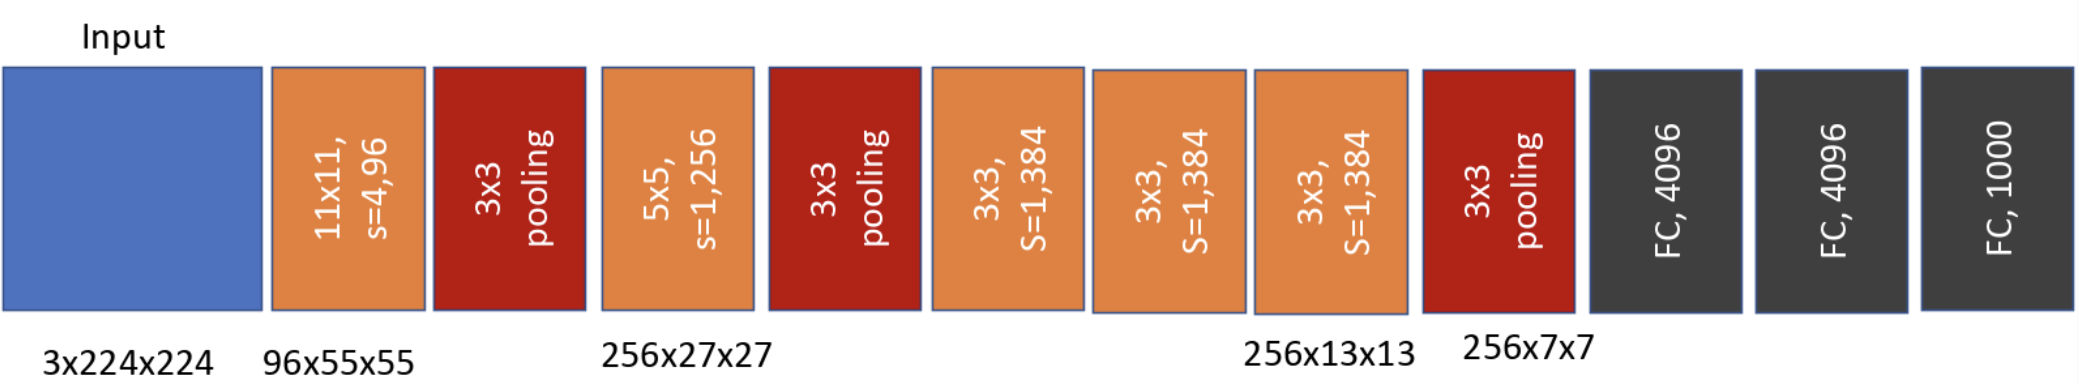 Input
11x11,
s=4,96
3x3
pooling
5x5,
s=1,256
3x3
pooling
3x3,
S=1,384
3x3,
S=1,384
3x3,
S=1,384
3x3
pooling
FC, 4096
FC, 4096
FC, 1000
3x224x224
96x55x55
256x27x27
256x13x13
256x7x7